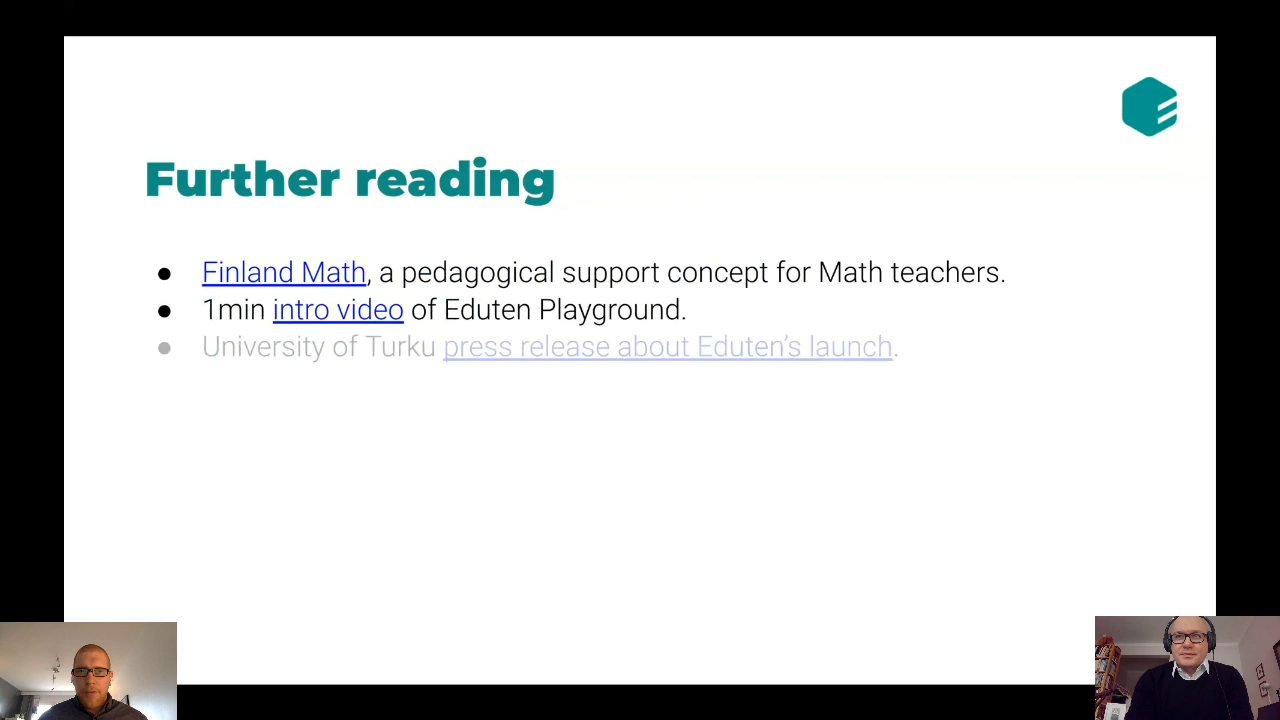 Further reading
● Finland Math, a pedagogical support concept for Math teachers.
● 1min intro video of Eduten Playground.
● University of Turku press release about Eduten's launch.